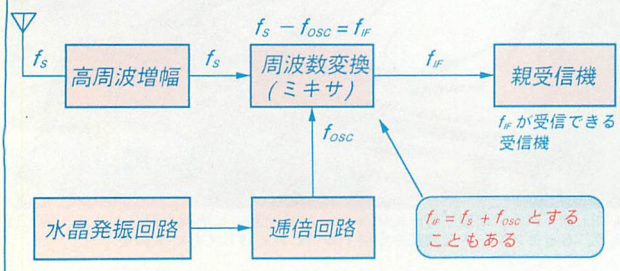 fs − fosc = fIF
fs
高周波増幅
fs
周波数変換
(ミキサ)
fIF
親受信機
fIF が受信できる
受信機
fosc
水晶発振回路
逓倍回路
fIF = fs + fosc とする
こともある